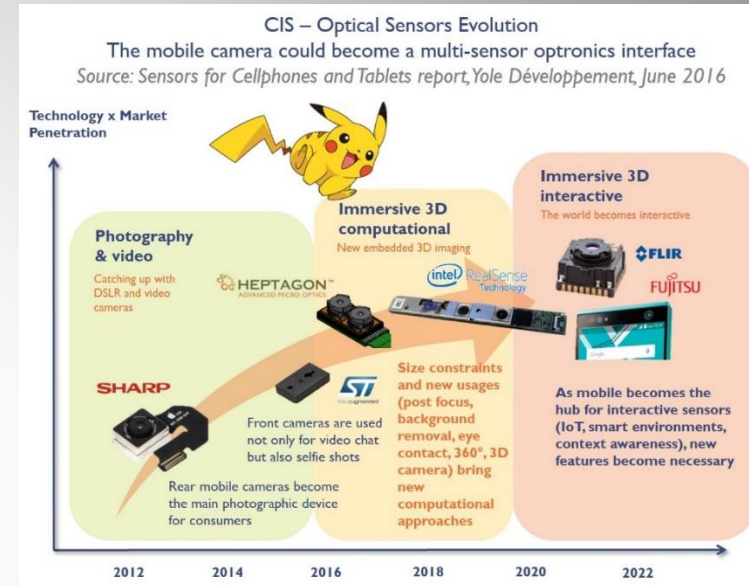 CIS – Optical Sensors Evolution
The mobile camera could become a multi-sensor optronics interface
Source: Sensors for Cellphones and Tablets report, Yole Développement, June 2016
Technology x Market
Penetration
Photography
& video
Catching up with
DSLR and video
cameras
HEPTAGON™
ADVANCED MICRO OPTICS
SHARP
ST
life.augmented
Front cameras are used
not only for video chat
but also selfie shots
Rear mobile cameras become
the main photographic device
for consumers
Immersive 3D
computational
New embedded 3D imaging
intel RealSense
Technology
Size constraints
and new usages
(post focus,
background
removal, eye
contact, 360°, 3D
camera) bring
new
computational
approaches
Immersive 3D
interactive
The world becomes interactive
FLIR
FUJITSU
Google
As mobile becomes the
hub for interactive sensors
(IoT, smart environments,
context awareness), new
features become necessary
2012 2014 2016 2018 2020 2022